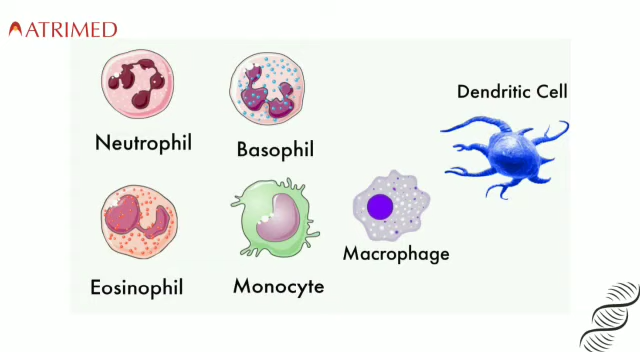 ATRIMED
Dendritic Cell
Neutrophil
Basophil
Macrophage
Eosinophil
Monocyte